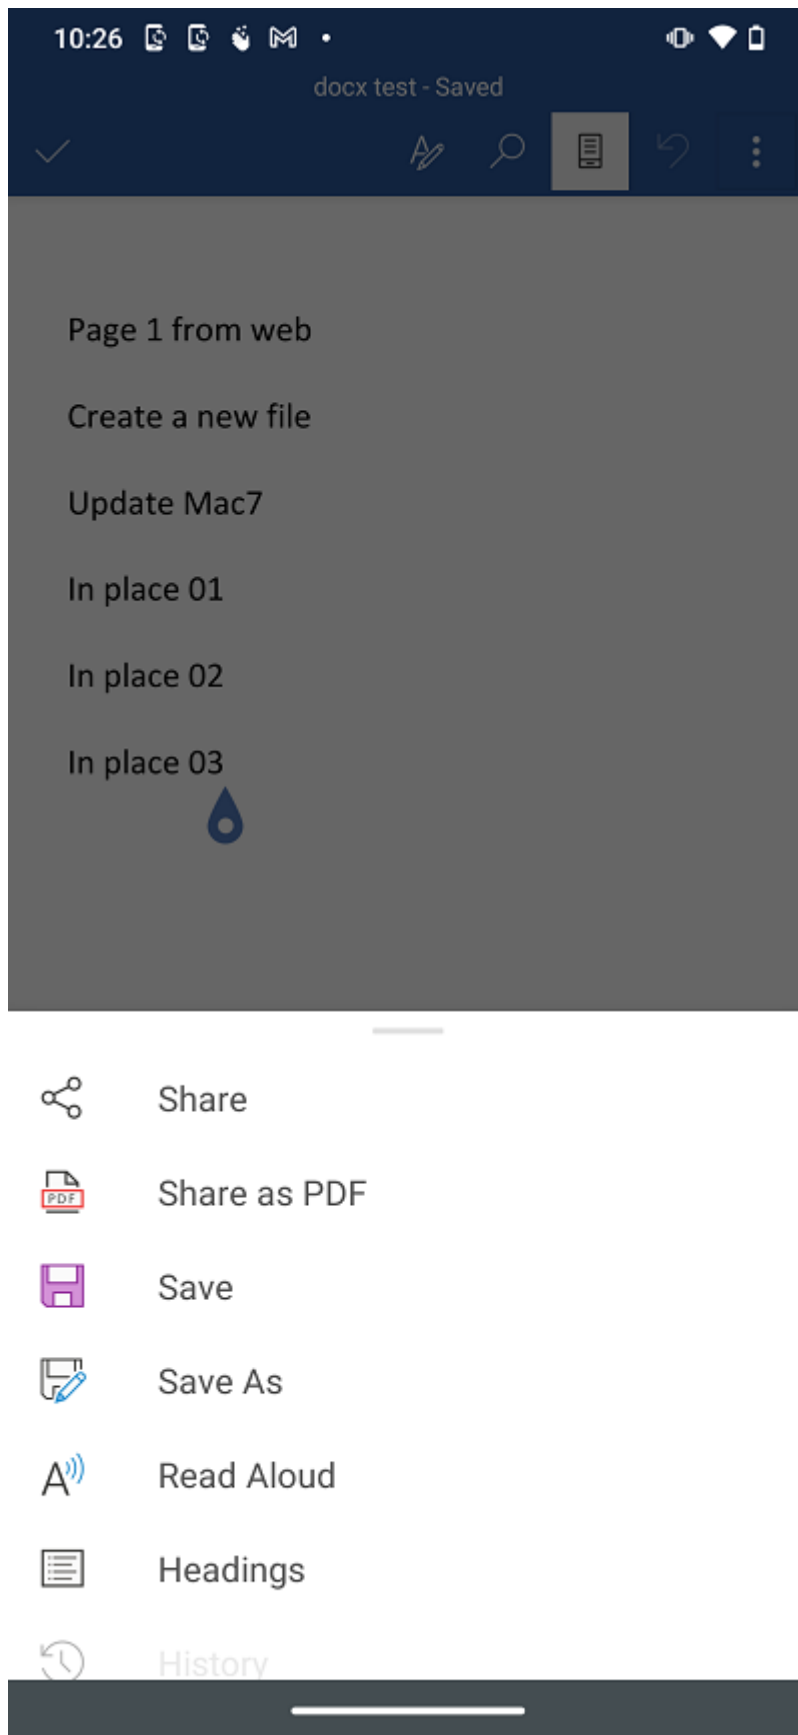 10:26
docx test - Saved
Page 1 from web
Create a new file
Update Mac7
In place 01
In place 02
In place 03
Share
PDF
Share as PDF
Save
Save As
Read Aloud
Headings
History